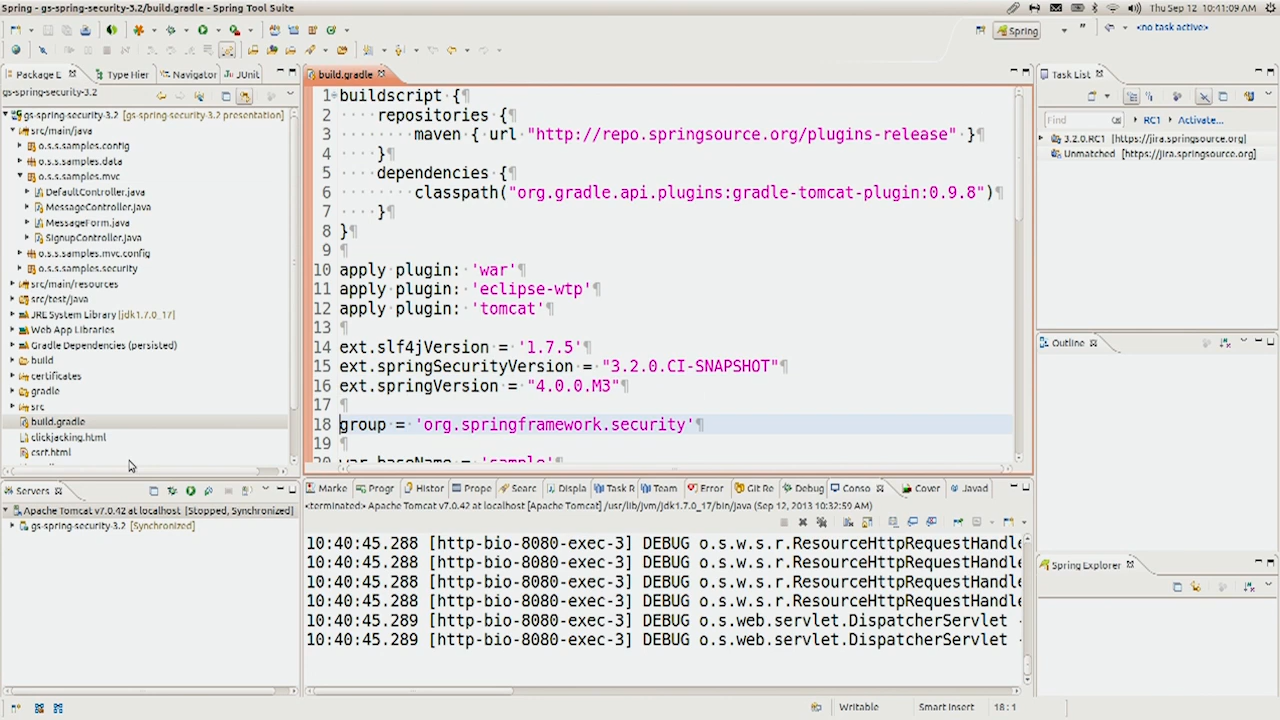 Spring - gs-spring-security-3.2/build.gradle - Spring Tool Suite
Thu Sep 12 10:41:09 AM
Spring
<no task active>
Package E
Type Hier
Navigator
JUnit
gs-spring-security-3.2
gs-spring-security-3.2 [gs-spring-security-3.2 presentation]
src/main/java
o.s.s.samples.config
o.s.s.samples.data
o.s.s.samples.mvc
DefaultController.java
MessageController.java
MessageForm.java
SignupController.java
o.s.s.samples.mvc.config
o.s.s.samples.security
src/main/resources
src/test/java
JRE System Library [jdk1.7.0_17]
Web App Libraries
Gradle Dependencies (persisted)
build
certificates
gradle
src
build.gradle
clickjacking.html
csrf.html
build.gradle
1 buildscript {¶
2 ····repositories {¶
3 ········maven { url "http://repo.springsource.org/plugins-release" }¶
4 ····}¶
5 ····dependencies {¶
6 ········classpath("org.gradle.api.plugins:gradle-tomcat-plugin:0.9.8")¶
7 ····}¶
8 }¶
9 ¶
10 apply plugin: 'war'¶
11 apply plugin: 'eclipse-wtp'¶
12 apply plugin: 'tomcat'¶
13 ¶
14 ext.slf4jVersion = '1.7.5'¶
15 ext.springSecurityVersion = "3.2.0.CI-SNAPSHOT"¶
16 ext.springVersion = "4.0.0.M3"¶
17 ¶
18 group = 'org.springframework.security'¶
19 ¶
20 war.baseName = 'sample'¶
Task List
Find
RC1
Activate...
3.2.0.RC1 [https://jira.springsource.org]
Unmatched [https://jira.springsource.org]
Outline
Spring Explorer
Servers
Apache Tomcat v7.0.42 at localhost [Stopped, Synchronized]
gs-spring-security-3.2 [Synchronized]
Marke
Progr
Histor
Prope
Searc
Displa
Task R
Team
Error
Git Re
Debug
Conso
Cover
Javad
<terminated> Apache Tomcat v7.0.42 at localhost [Apache Tomcat] /usr/lib/jvm/jdk1.7.0_17/bin/java (Sep 12, 2013 10:32:59 AM)
10:40:45.288 [http-bio-8080-exec-3] DEBUG o.s.w.s.r.ResourceHttpRequestHandle
10:40:45.288 [http-bio-8080-exec-3] DEBUG o.s.w.s.r.ResourceHttpRequestHandle
10:40:45.288 [http-bio-8080-exec-3] DEBUG o.s.w.s.r.ResourceHttpRequestHandle
10:40:45.288 [http-bio-8080-exec-3] DEBUG o.s.w.s.r.ResourceHttpRequestHandle
10:40:45.289 [http-bio-8080-exec-3] DEBUG o.s.web.servlet.DispatcherServlet -
10:40:45.289 [http-bio-8080-exec-3] DEBUG o.s.web.servlet.DispatcherServlet -
Writable
Smart Insert
18 : 1